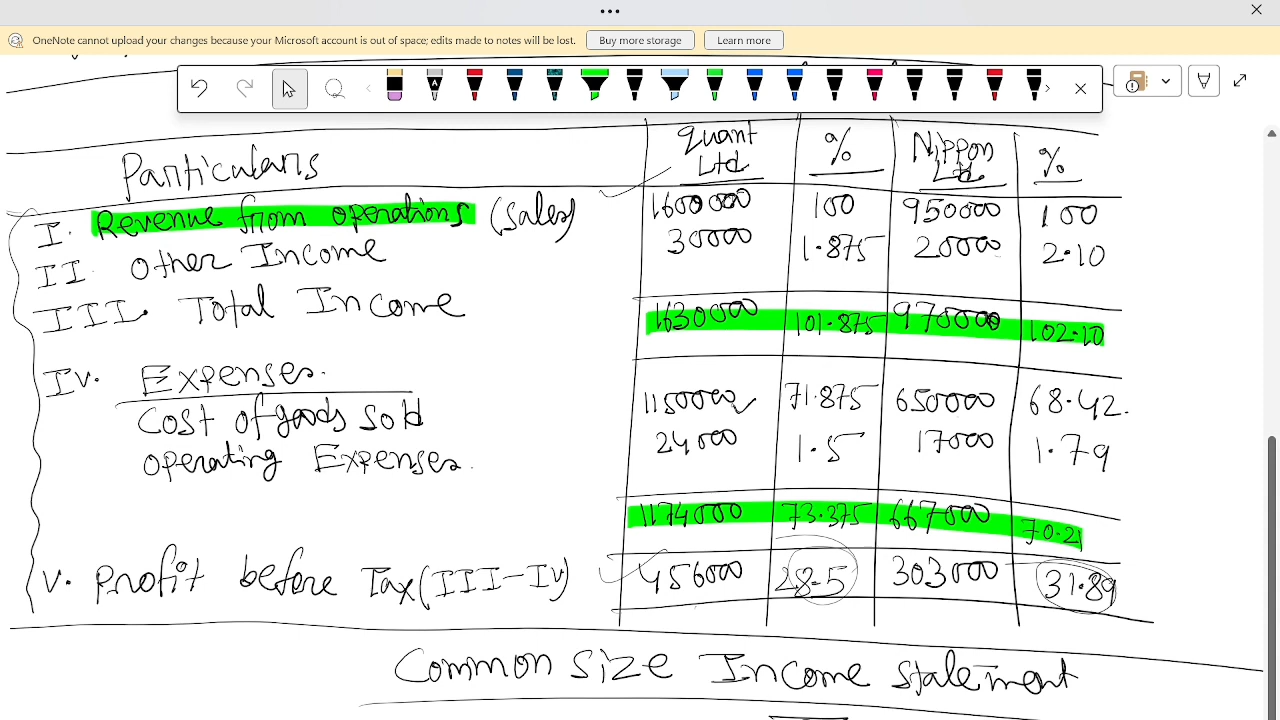 OneNote cannot upload your changes because your Microsoft account is out of space; edits made to notes will be lost. Buy more storage Learn more
Particulars Quant Ltd % Nippon Ltd %
I. Revenue from operations (sales) 1600000 100 950000 100
II. Other Income 30000 1.875 20000 2.10
III. Total Income 1630000 101.875 970000 102.10
IV. Expenses.
Cost of goods sold 1150000 71.875 650000 68.42.
Operating Expenses. 24000 1.5 17000 1.79
1174000 73.375 667000 70.21
V. Profit before Tax (III-IV) 456000 28.5 303000 31.89
Common size Income statement